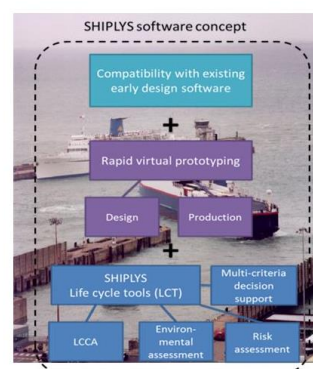 SHIPLYS software concept
Compatibility with existing
early design software
+
Rapid virtual prototyping
Design
Production
+
SHIPLYS
Life cycle tools (LCT)
Multi-criteria
decision
support
LCCA
Environ-
mental
assessment
Risk
assessment